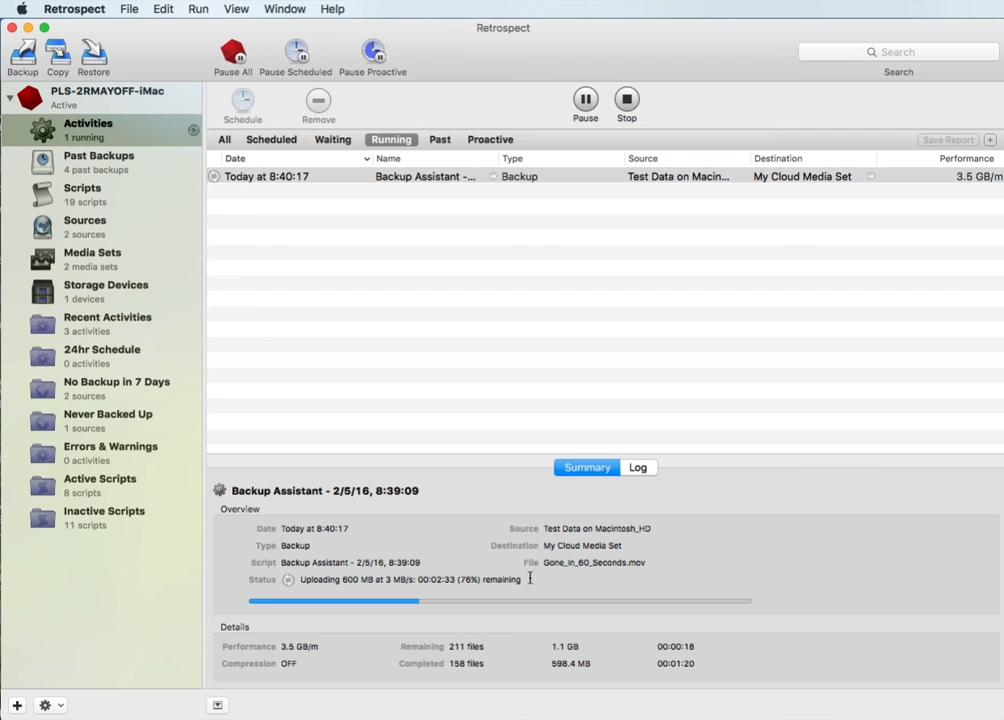 Retrospect File Edit Run View Window Help
Retrospect
Backup Copy Restore Pause All Pause Scheduled Pause Proactive Search
Search
PLS-2RMAYOFF-iMac
Active
Activities
1 running
Past Backups
4 past backups
Scripts
19 scripts
Sources
2 sources
Media Sets
2 media sets
Storage Devices
1 devices
Recent Activities
3 activities
24hr Schedule
0 activities
No Backup in 7 Days
2 sources
Never Backed Up
1 sources
Errors & Warnings
0 activities
Active Scripts
8 scripts
Inactive Scripts
11 scripts
Schedule Remove Pause Stop
All Scheduled Waiting Running Past Proactive Save Report
Date Name Type Source Destination Performance
Today at 8:40:17 Backup Assistant -... Backup Test Data on Macin... My Cloud Media Set 3.5 GB/m
Summary Log
Backup Assistant - 2/5/16, 8:39:09
Overview
Date Today at 8:40:17 Source Test Data on Macintosh_HD
Type Backup Destination My Cloud Media Set
Script Backup Assistant - 2/5/16, 8:39:09 File Gone_In_60_Seconds.mov
Status Uploading 600 MB at 3 MB/s: 00:02:33 (76%) remaining
Details
Performance 3.5 GB/m Remaining 211 files 1.1 GB 00:00:18
Compression OFF Completed 158 files 598.4 MB 00:01:20